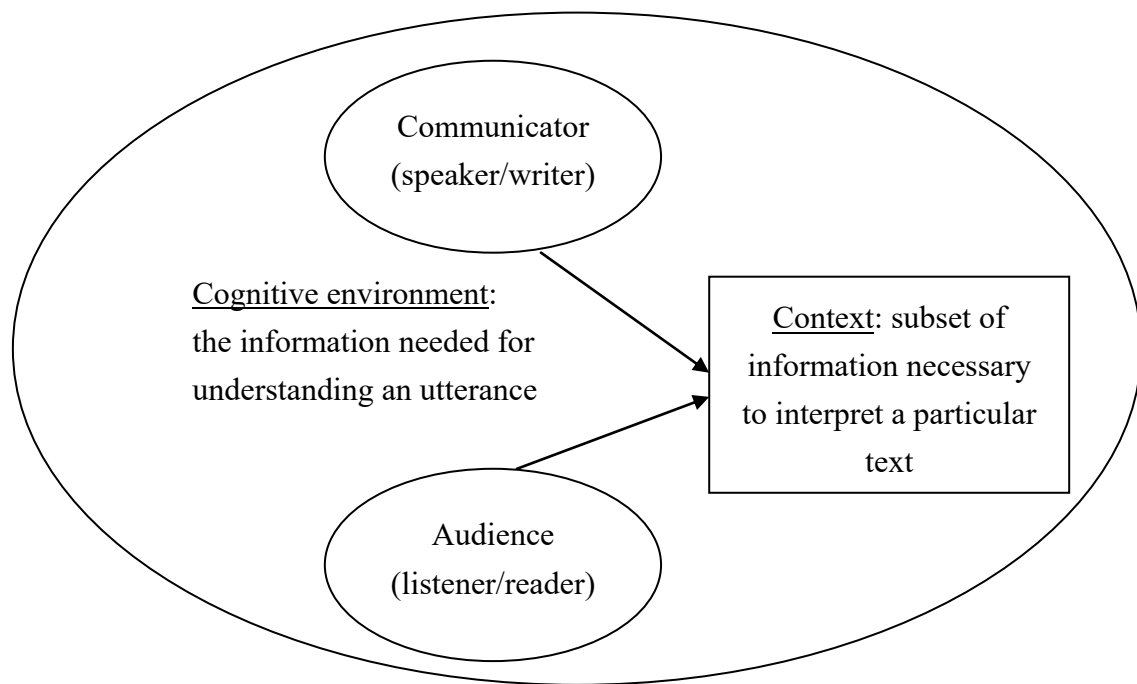 Communicator
(speaker/writer)
Cognitive environment:
the information needed for
understanding an utterance
Context: subset of
information necessary
to interpret a particular
text
Audience
(listener/reader)